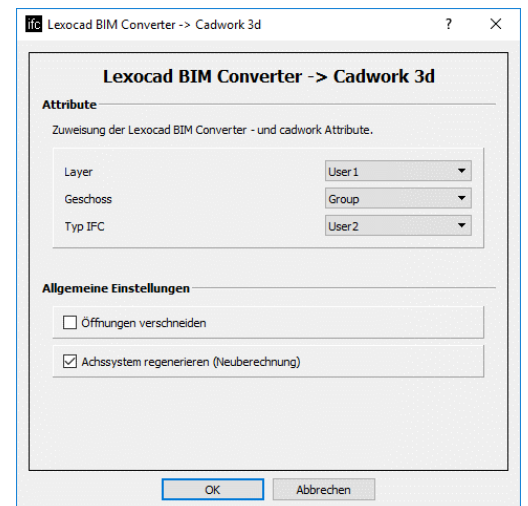 ifc Lexocad BIM Converter -> Cadwork 3d ? ×
Lexocad BIM Converter -> Cadwork 3d
Attribute
Zuweisung der Lexocad BIM Converter - und cadwork Attribute.
Layer User1
Geschoss Group
Typ IFC User2
Allgemeine Einstellungen
Öffnungen verschneiden
Achssystem regenerieren (Neuberechnung)
OK Abbrechen